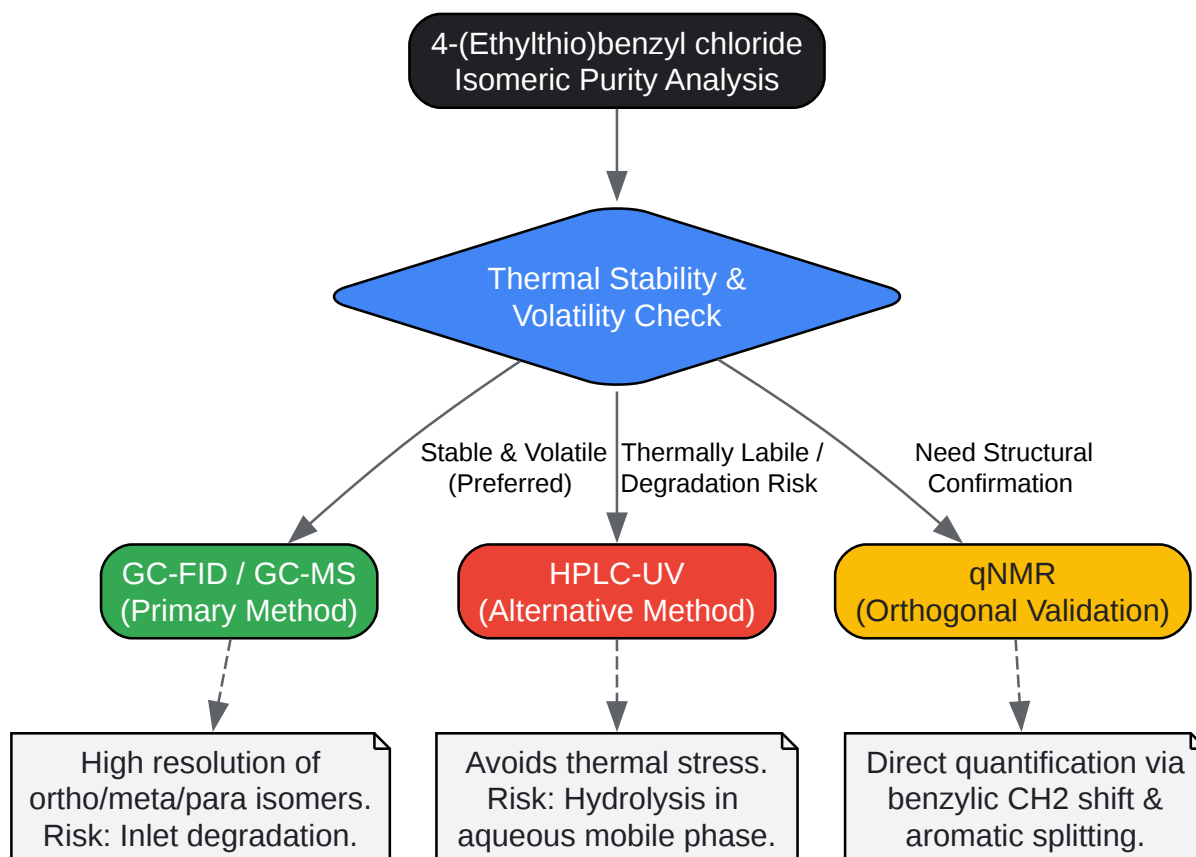 4-(Ethylthio)benzyl chloride
Isomeric Purity Analysis
Thermal Stability &
Volatility Check
Stable & Volatile
(Preferred)
Thermally Labile /
Degradation Risk
Need Structural
Confirmation
GC-FID / GC-MS
(Primary Method)
HPLC-UV
(Alternative Method)
qNMR
(Orthogonal Validation)
High resolution of
ortho/meta/para isomers.
Risk: Inlet degradation.
Avoids thermal stress.
Risk: Hydrolysis in
aqueous mobile phase.
Direct quantification via
benzylic CH2 shift &
aromatic splitting.